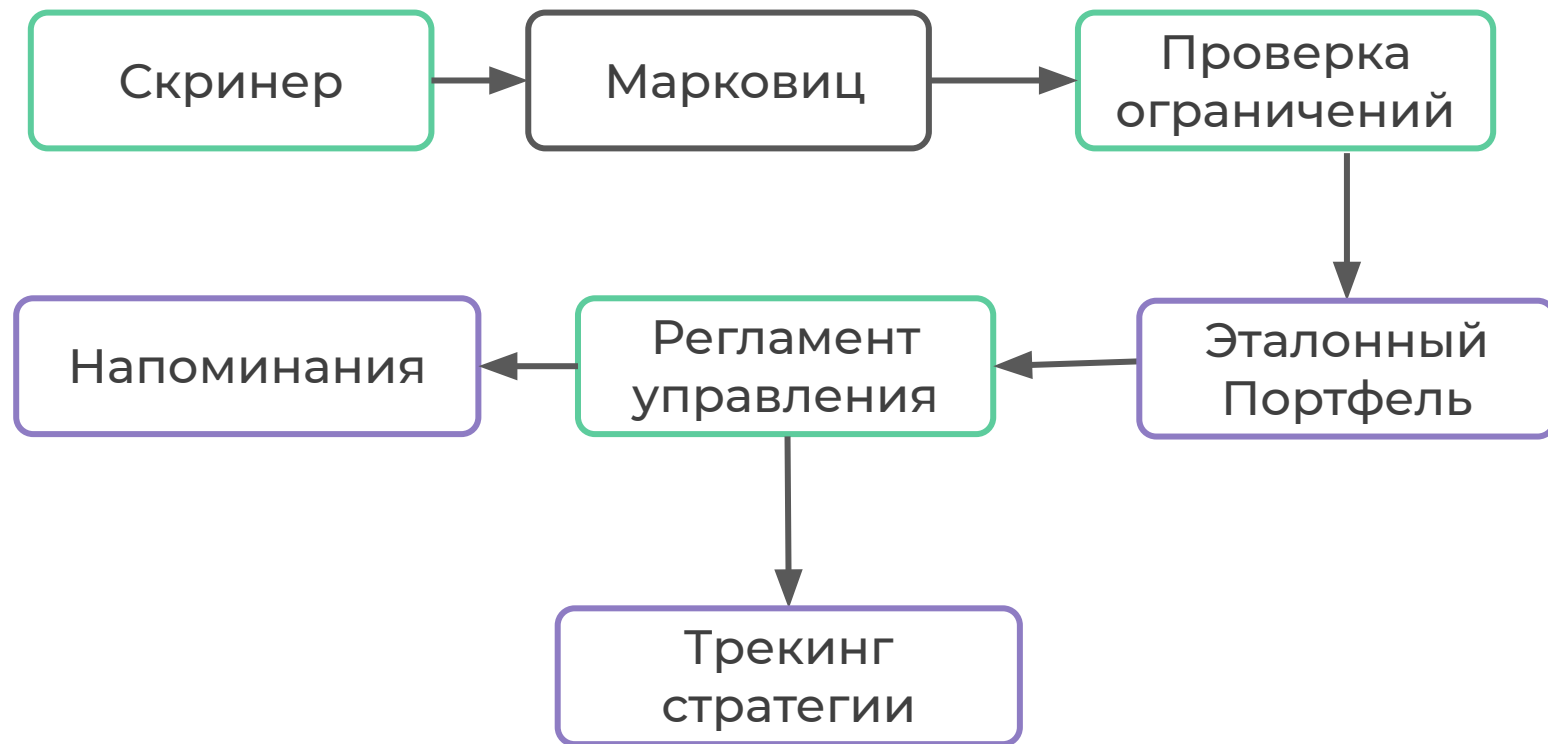 Скринер
Марковиц
Проверка
ограничений
Напоминания
Регламент
управления
Эталонный
Портфель
Трекинг
стратегии